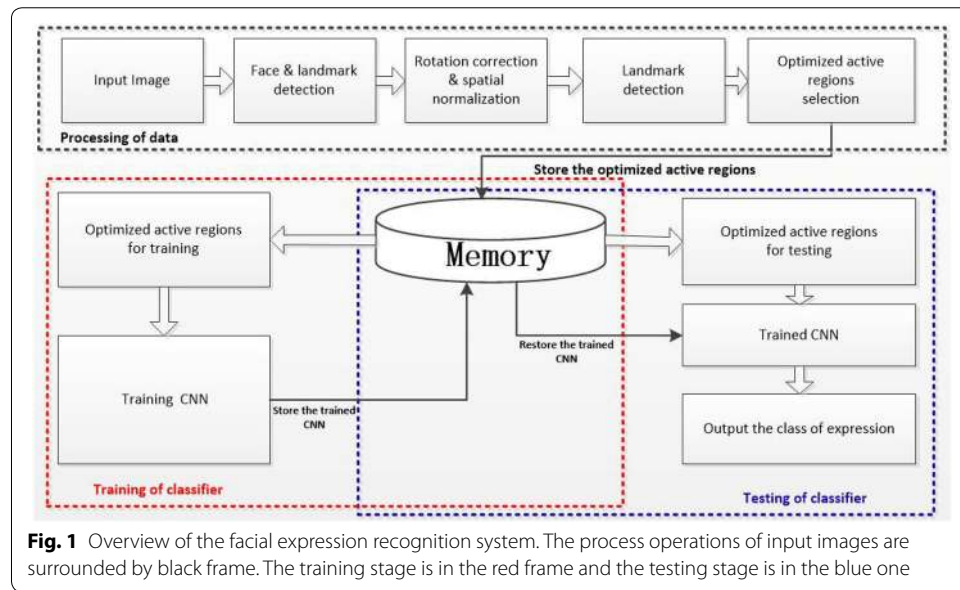 Input Image
Face & landmark
detection
Rotation correction
& spatial
normalization
Landmark
detection
Optimized active
regions
selection
Processing of data
Store the optimized active regions
Optimized active regions
for training
Memory
Optimized active regions
for testing
Training CNN
Store the trained
CNN
Restore the trained
CNN
Trained CNN
Output the class of expression
Training of classifier
Testing of classifier
Fig. 1 Overview of the facial expression recognition system. The process operations of input images are
surrounded by black frame. The training stage is in the red frame and the testing stage is in the blue one